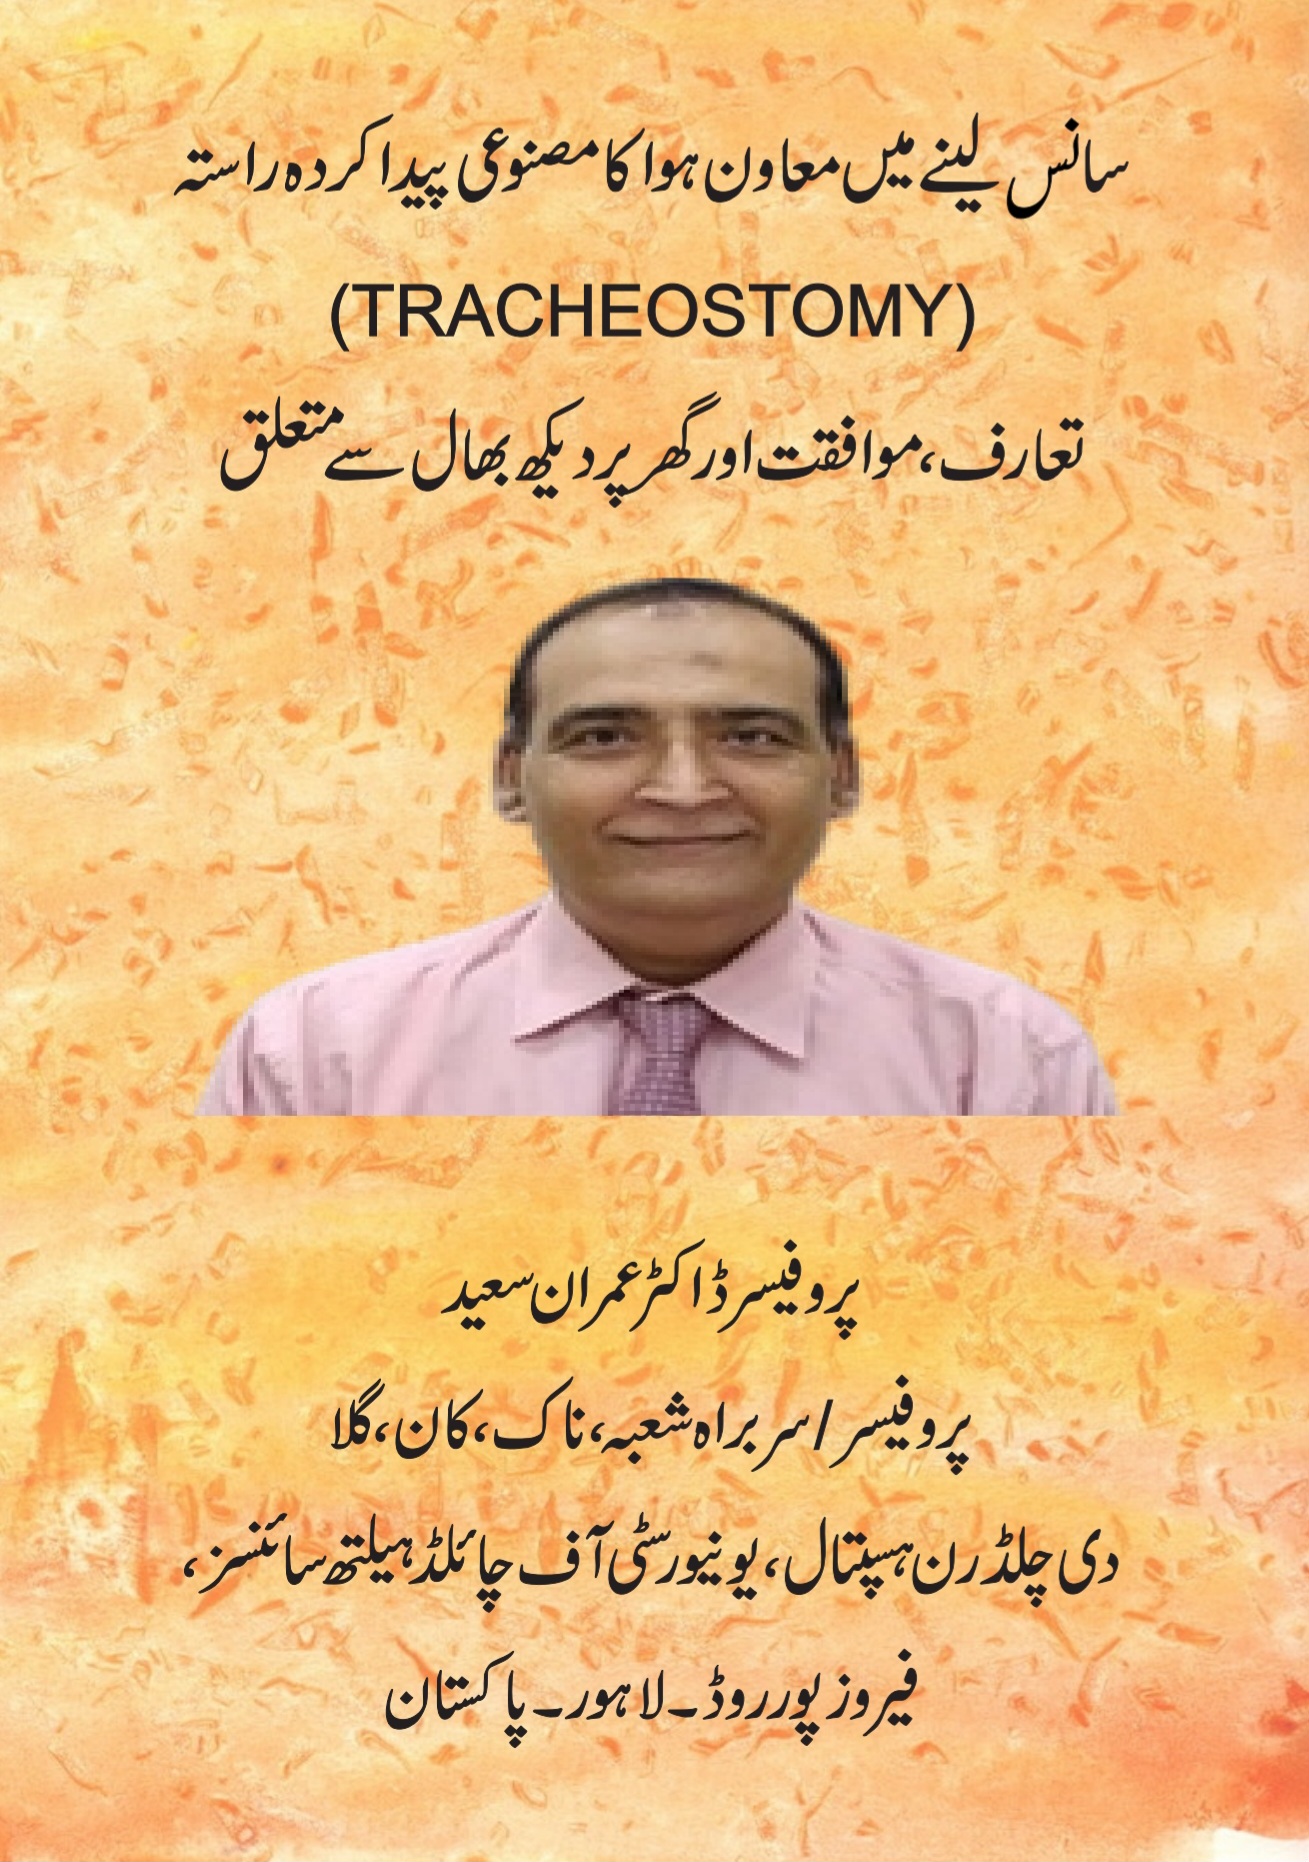 سانس لینے میں معاون ہوا کا مصنوعی پیدا کردہ راستہ
(TRACHEOSTOMY)
تعارف، موافقت اور گھر پر دیکھ بھال سے متعلق
پروفیسر ڈاکٹر عمران سعید
پروفیسر / سربراہ شعبہ، ناک، کان، گلا
دی چلڈرن ہسپتال، یونیورسٹی آف چائلڈ ہیلتھ سائنسز،
فیروز پور روڈ۔ لاہور۔ پاکستان